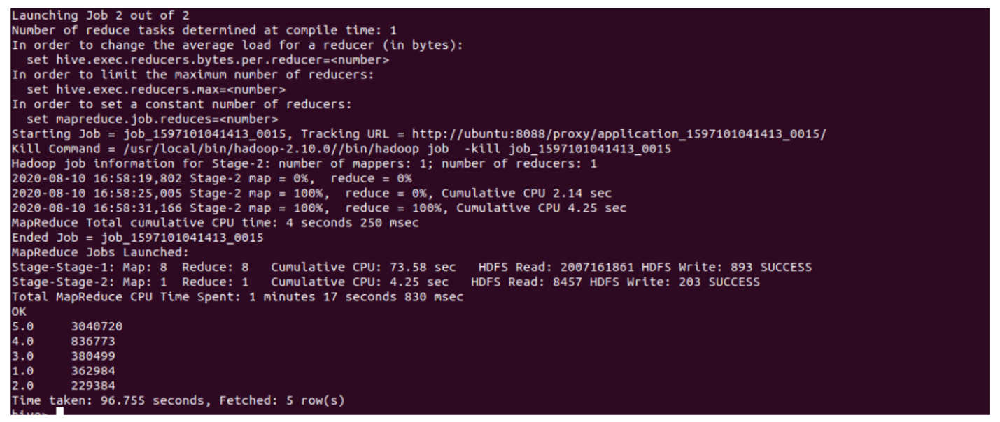 Launching Job 2 out of 2
Number of reduce tasks determined at compile time: 1
In order to change the average load for a reducer (in bytes):
  set hive.exec.reducers.bytes.per.reducer=<number>
In order to limit the maximum number of reducers:
  set hive.exec.reducers.max=<number>
In order to set a constant number of reducers:
  set mapreduce.job.reduces=<number>
Starting Job = job_1597101041413_0015, Tracking URL = http://ubuntu:8088/proxy/application_1597101041413_0015/
Kill Command = /usr/local/bin/hadoop-2.10.0//bin/hadoop job  -kill job_1597101041413_0015
Hadoop job information for Stage-2: number of mappers: 1; number of reducers: 1
2020-08-10 16:58:19,802 Stage-2 map = 0%,  reduce = 0%
2020-08-10 16:58:25,005 Stage-2 map = 100%,  reduce = 0%, Cumulative CPU 2.14 sec
2020-08-10 16:58:31,166 Stage-2 map = 100%,  reduce = 100%, Cumulative CPU 4.25 sec
MapReduce Total cumulative CPU time: 4 seconds 250 msec
Ended Job = job_1597101041413_0015
MapReduce Jobs Launched:
Stage-Stage-1: Map: 8  Reduce: 8   Cumulative CPU: 73.58 sec   HDFS Read: 2007161861 HDFS Write: 893 SUCCESS
Stage-Stage-2: Map: 1  Reduce: 1   Cumulative CPU: 4.25 sec   HDFS Read: 8457 HDFS Write: 203 SUCCESS
Total MapReduce CPU Time Spent: 1 minutes 17 seconds 830 msec
OK
5.0     3040720
4.0     836773
3.0     380499
1.0     362984
2.0     229384
Time taken: 96.755 seconds, Fetched: 5 row(s)
hive>